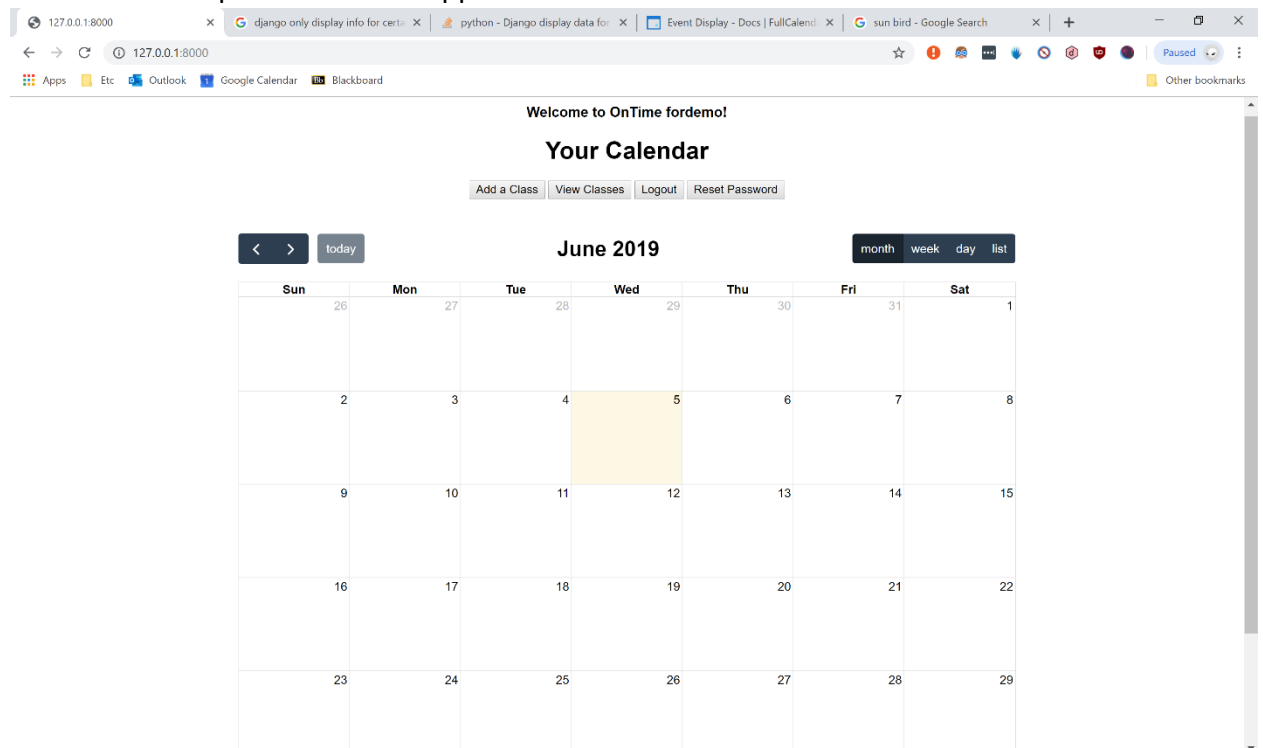 127.0.0.1:8000
django only display info for certa
python - Django display data for
Event Display - Docs | FullCalend
sun bird - Google Search
127.0.0.1:8000
Paused
Apps
Etc
Outlook
Google Calendar
Blackboard
Other bookmarks
Welcome to OnTime fordemo!
Your Calendar
Add a Class View Classes Logout Reset Password
today
June 2019
month week day list
Sun Mon Tue Wed Thu Fri Sat
26 27 28 29 30 31 1
2 3 4 5 6 7 8
9 10 11 12 13 14 15
16 17 18 19 20 21 22
23 24 25 26 27 28 29